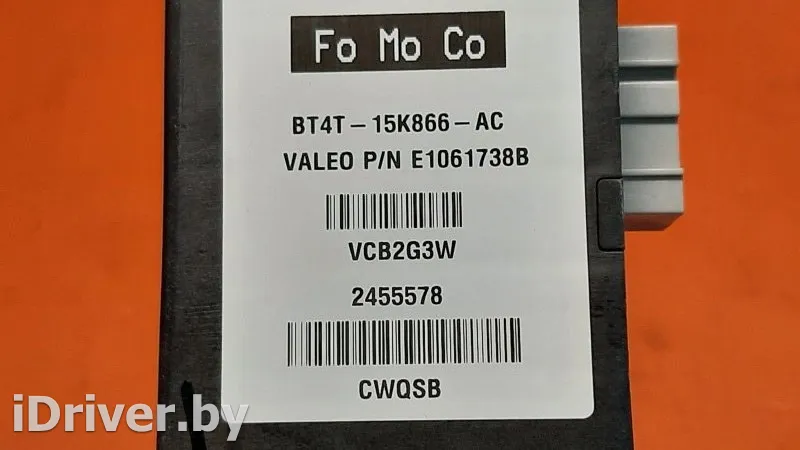 Fo Mo Co
BT4T-15K866-AC
VALEO P/N E1061738B
VCB2G3W
2455578
CWQSB
iDriver.by